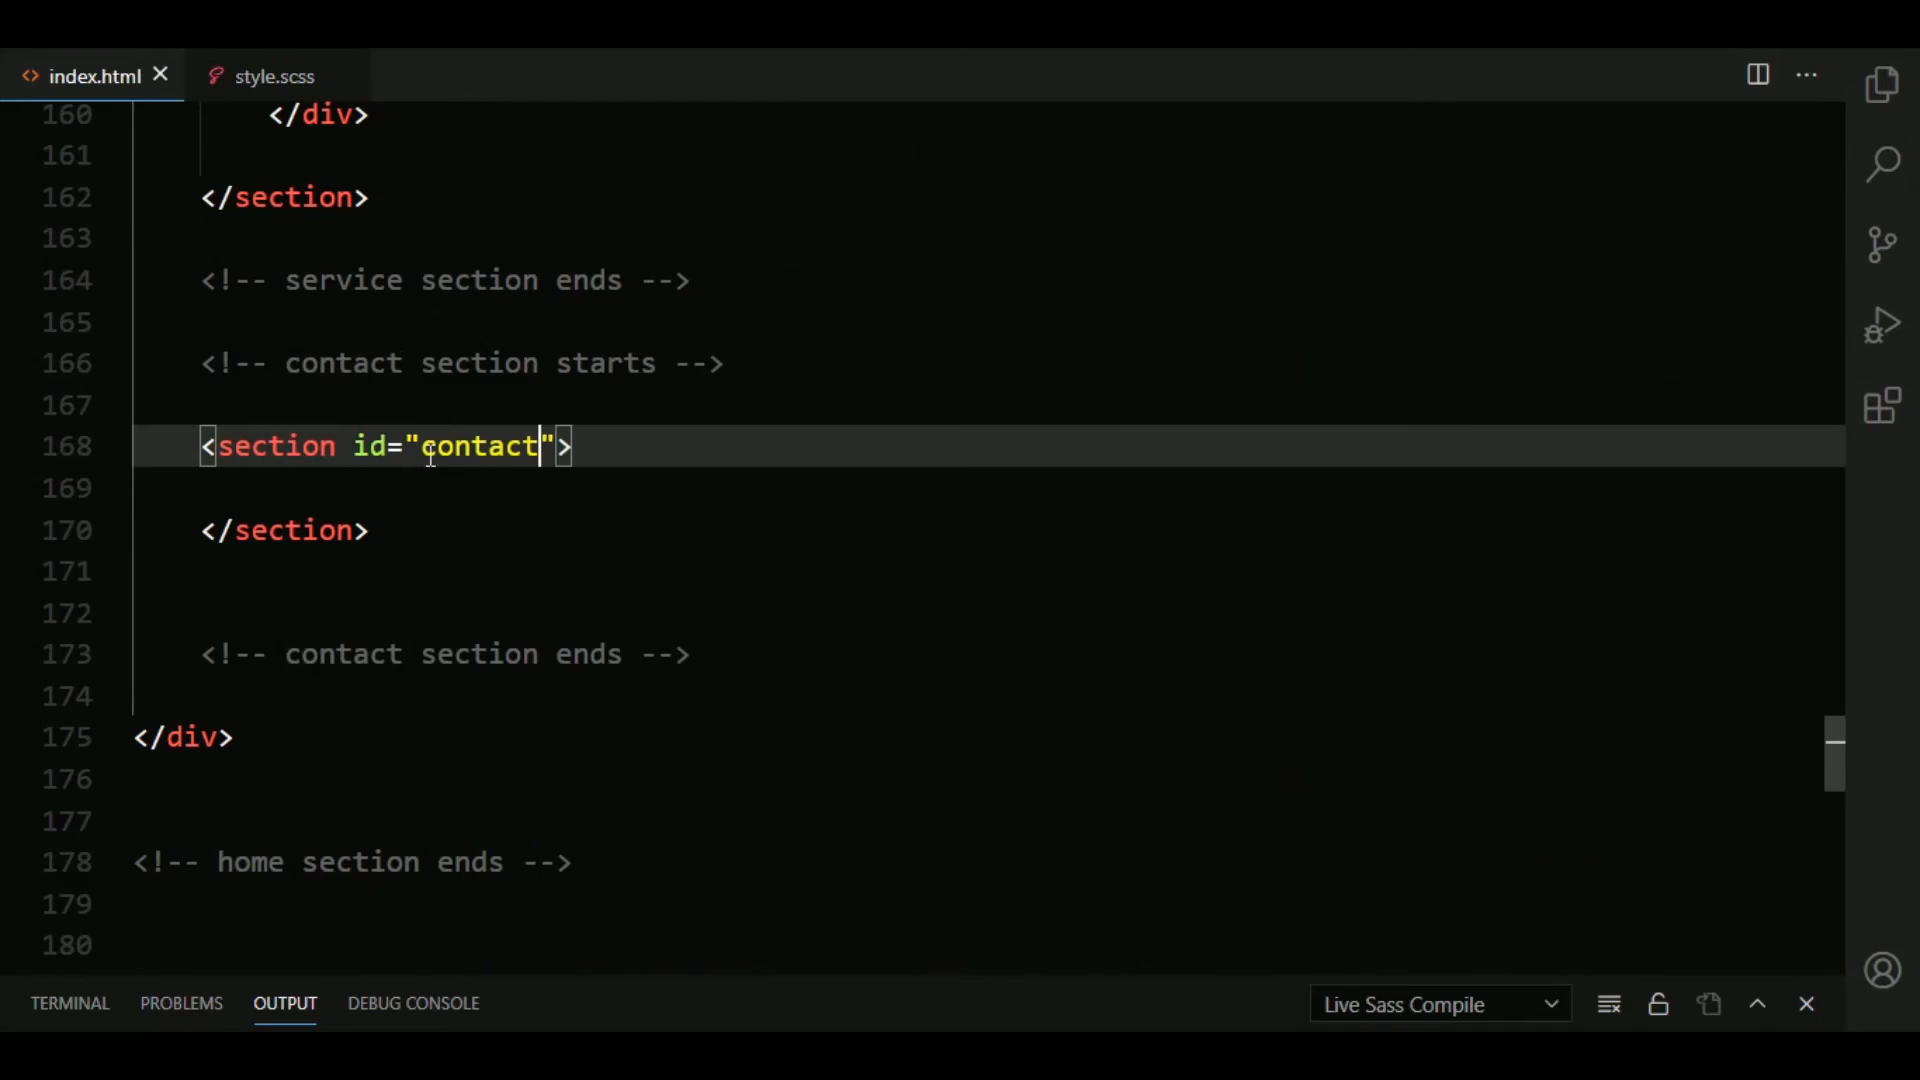 index.html
style.scss
160 </div>
161
162 </section>
163
164 <!-- service section ends -->
165
166 <!-- contact section starts -->
167
168 <section id="contact">
169
170 </section>
171
172
173 <!-- contact section ends -->
174
175 </div>
176
177
178 <!-- home section ends -->
179
180
TERMINAL PROBLEMS OUTPUT DEBUG CONSOLE Live Sass Compile